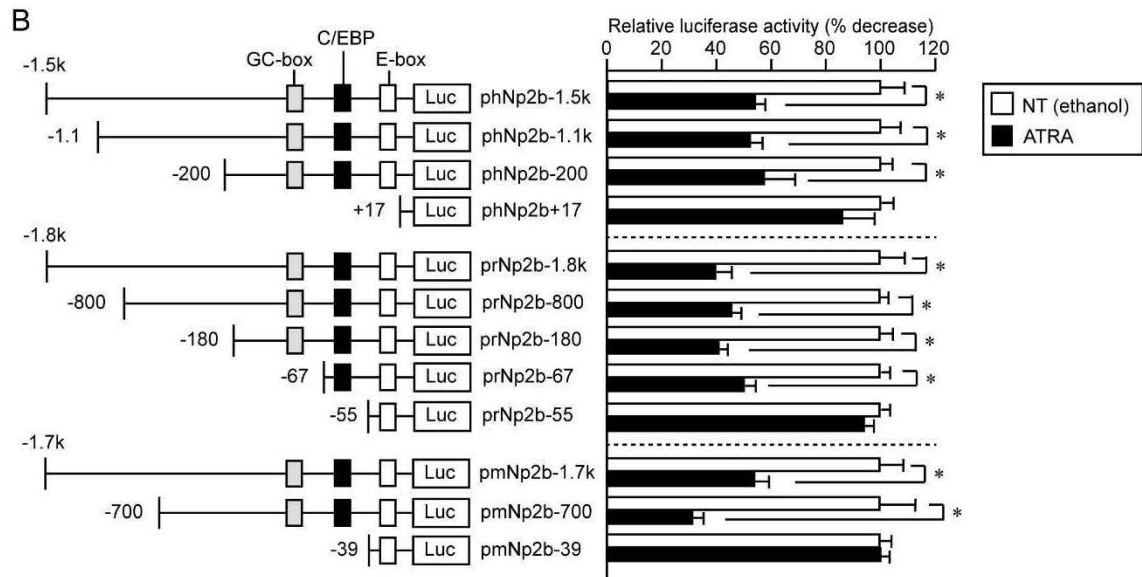 B
Relative luciferase activity (% decrease)
0 20 40 60 80 100 120
C/EBP
GC-box E-box
-1.5k
Luc phNp2b-1.5k *
-1.1 Luc phNp2b-1.1k *
-200 Luc phNp2b-200 *
+17 Luc phNp2b+17
-1.8k
Luc prNp2b-1.8k *
-800 Luc prNp2b-800 *
-180 Luc prNp2b-180 *
-67 Luc prNp2b-67 *
-55 Luc prNp2b-55
-1.7k
Luc pmNp2b-1.7k *
-700 Luc pmNp2b-700 *
-39 Luc pmNp2b-39
NT (ethanol)
ATRA